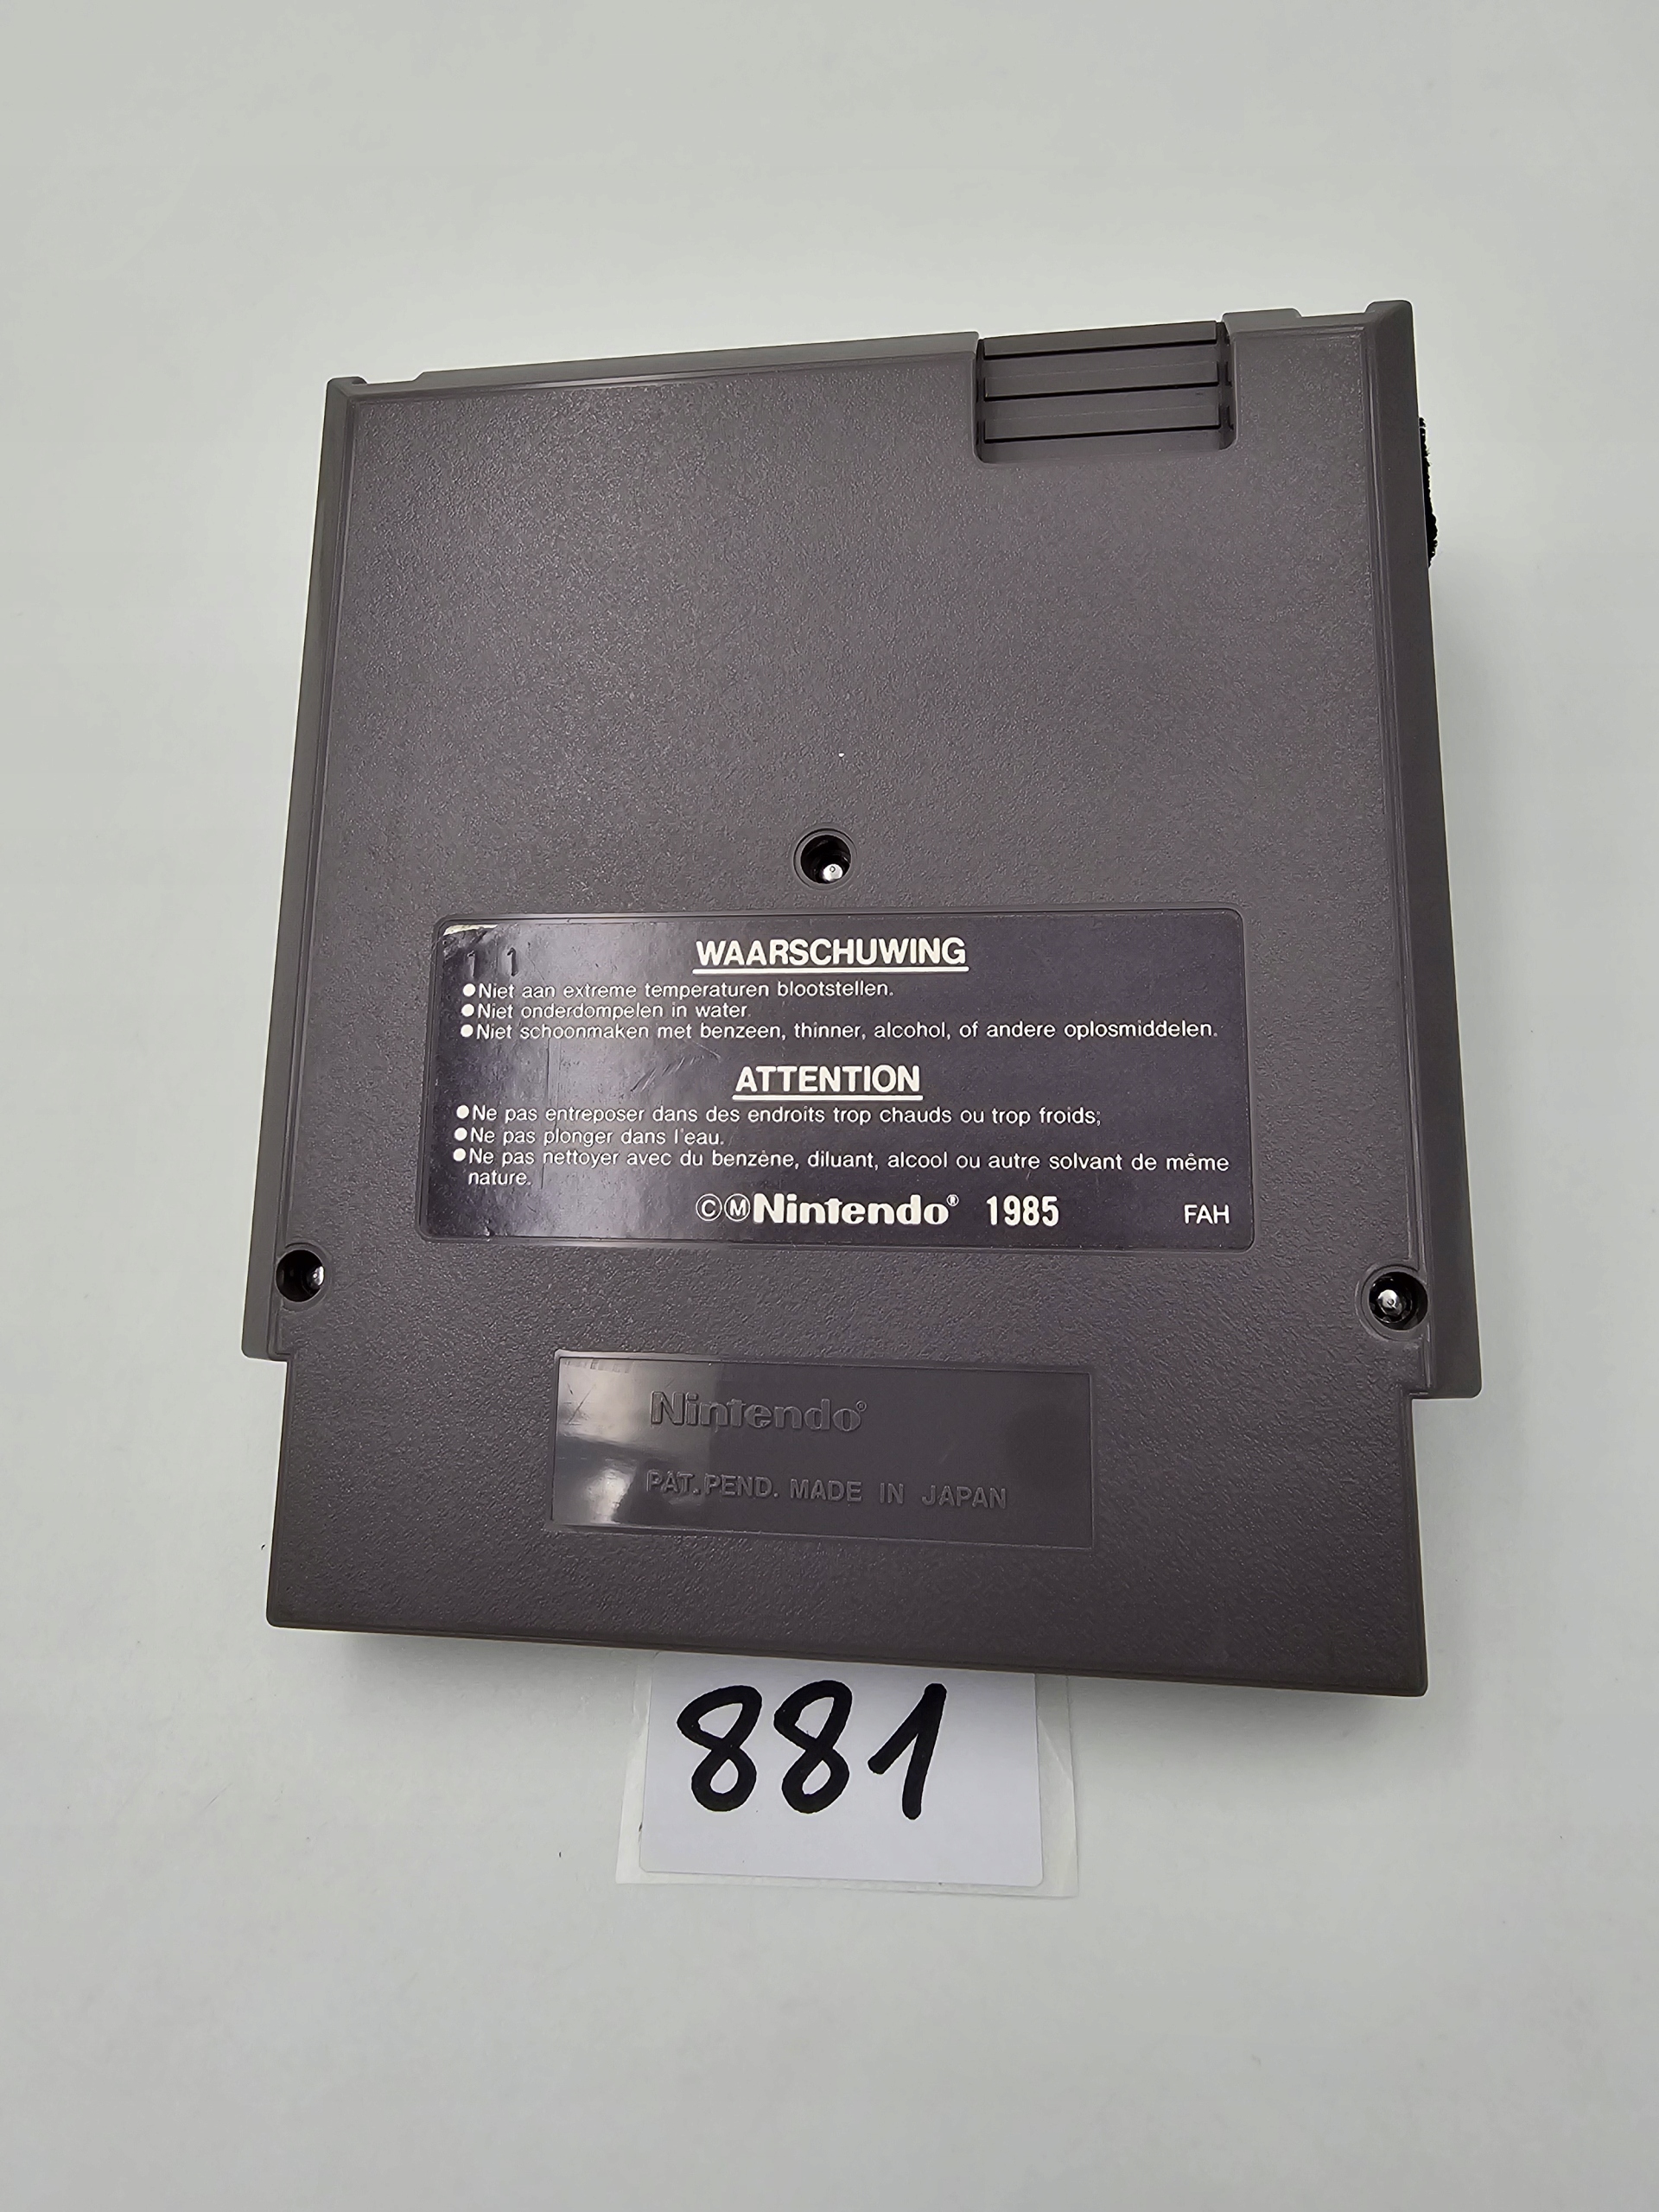 11
WAARSCHUWING
●Niet aan extreme temperaturen blootstellen.
●Niet onderdompelen in water.
●Niet schoonmaken met benzeen, thinner, alcohol, of andere oplosmiddelen.
ATTENTION
●Ne pas entreposer dans des endroits trop chauds ou trop froids;
●Ne pas plonger dans l'eau.
●Ne pas nettoyer avec du benzène, diluant, alcool ou autre solvant de même
nature.
©ⓂNintendo® 1985 FAH
Nintendo®
PAT. PEND. MADE IN JAPAN
881